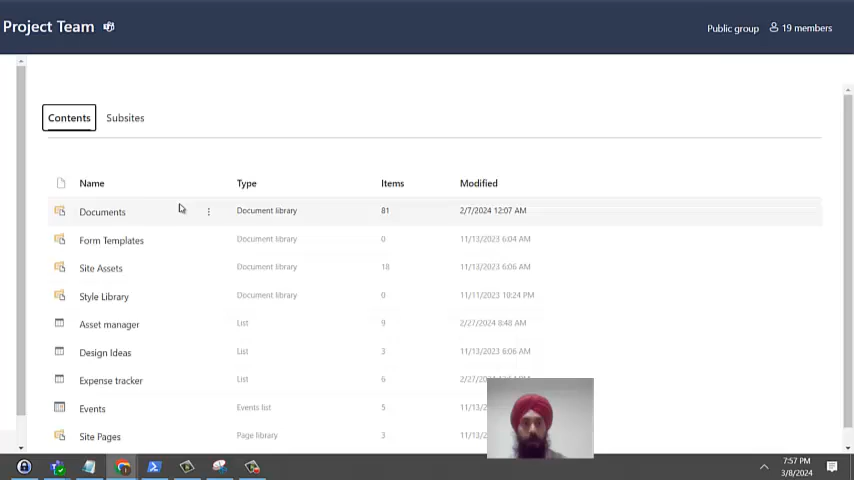 Project Team
Public group 19 members
Contents Subsites
Name Type Items Modified
Documents Document library 81 2/7/2024 12:07 AM
Form Templates Document library 0 11/13/2023 6:04 AM
Site Assets Document library 18 11/13/2023 6:06 AM
Style Library Document library 0 11/11/2023 10:24 PM
Asset manager List 9 2/27/2024 8:48 AM
Design Ideas List 3 11/13/2023 6:06 AM
Expense tracker List 6
Events Events list 5
Site Pages Page library 3
7:57 PM
3/8/2024